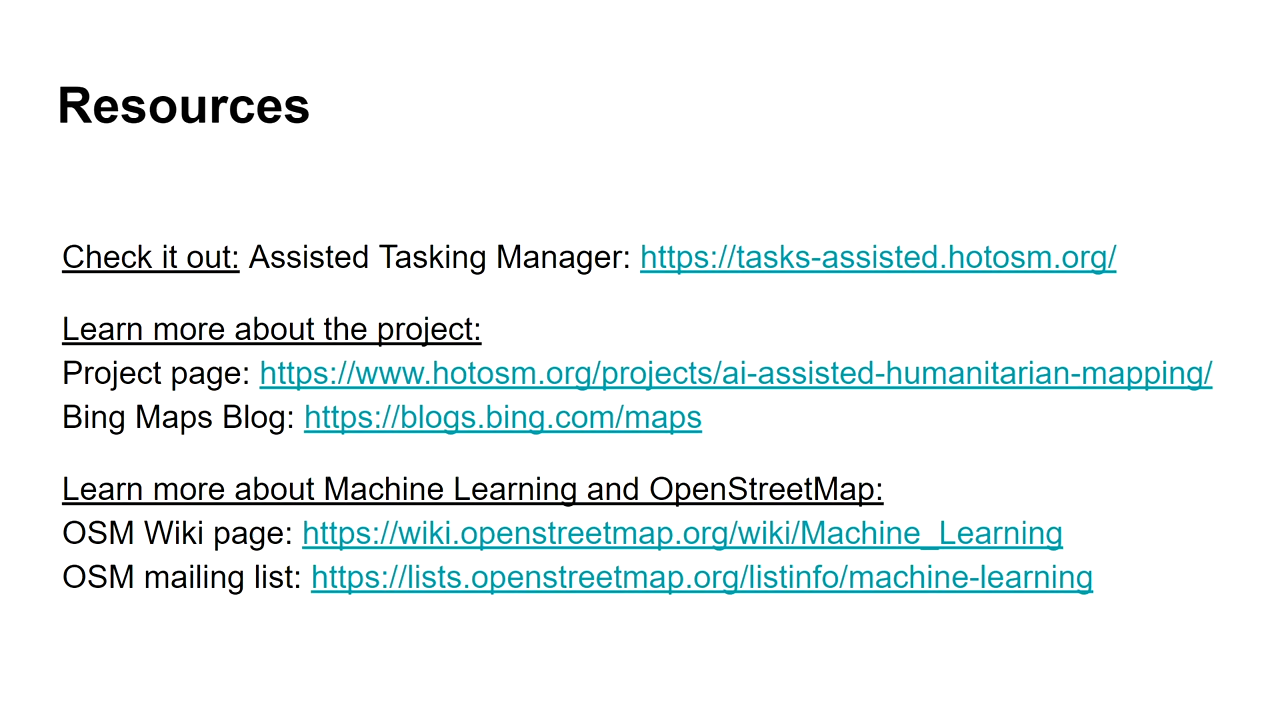 Resources
Check it out: Assisted Tasking Manager: https://tasks-assisted.hotosm.org/
Learn more about the project:
Project page: https://www.hotosm.org/projects/ai-assisted-humanitarian-mapping/
Bing Maps Blog: https://blogs.bing.com/maps
Learn more about Machine Learning and OpenStreetMap:
OSM Wiki page: https://wiki.openstreetmap.org/wiki/Machine_Learning
OSM mailing list: https://lists.openstreetmap.org/listinfo/machine-learning